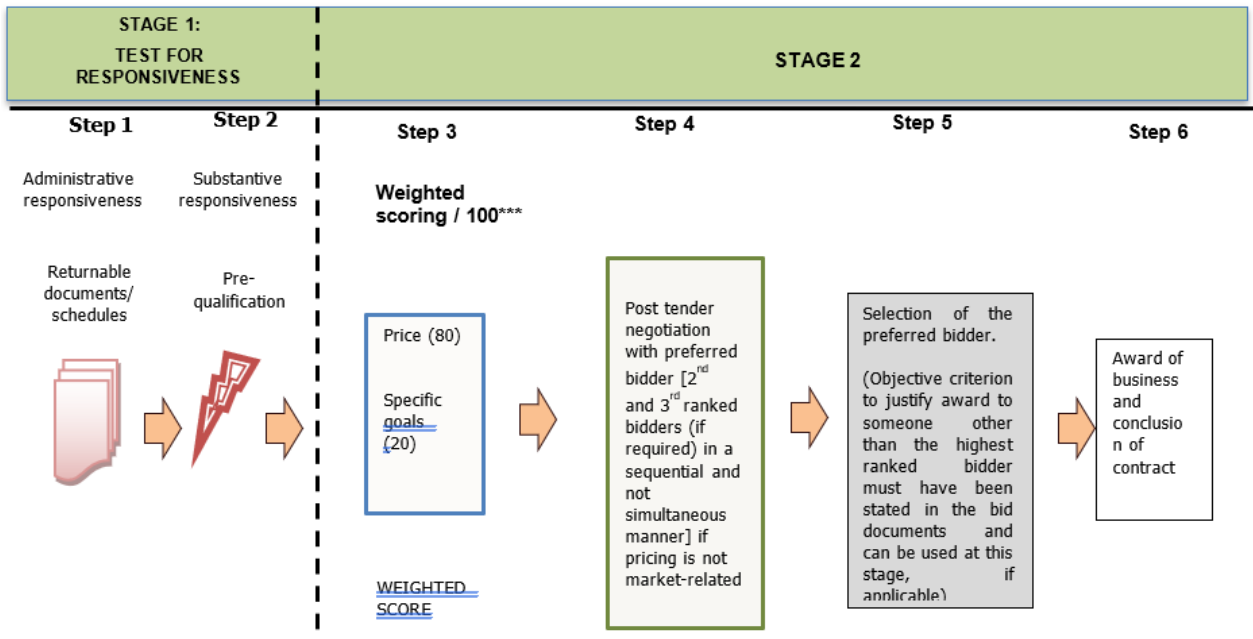 STAGE 1:
TEST FOR
RESPONSIVENESS
STAGE 2
Step 1
Step 2
Step 3
Step 4
Step 5
Step 6
Administrative
responsiveness
Substantive
responsiveness
Weighted
scoring / 100***
Returnable
documents/
schedules
Pre-
qualification
Price (80)
Specific
goals
(20)
WEIGHTED
SCORE
Post tender
negotiation
with preferred
bidder [2nd
and 3rd ranked
bidders (if
required) in a
sequential and
not
simultaneous
manner] if
pricing is not
market-related
Selection of the
preferred bidder.
(Objective criterion
to justify award to
someone other
than the highest
ranked bidder
must have been
stated in the bid
documents and
can be used at this
stage, if
applicable)
Award of
business
and
conclusio
n of
contract